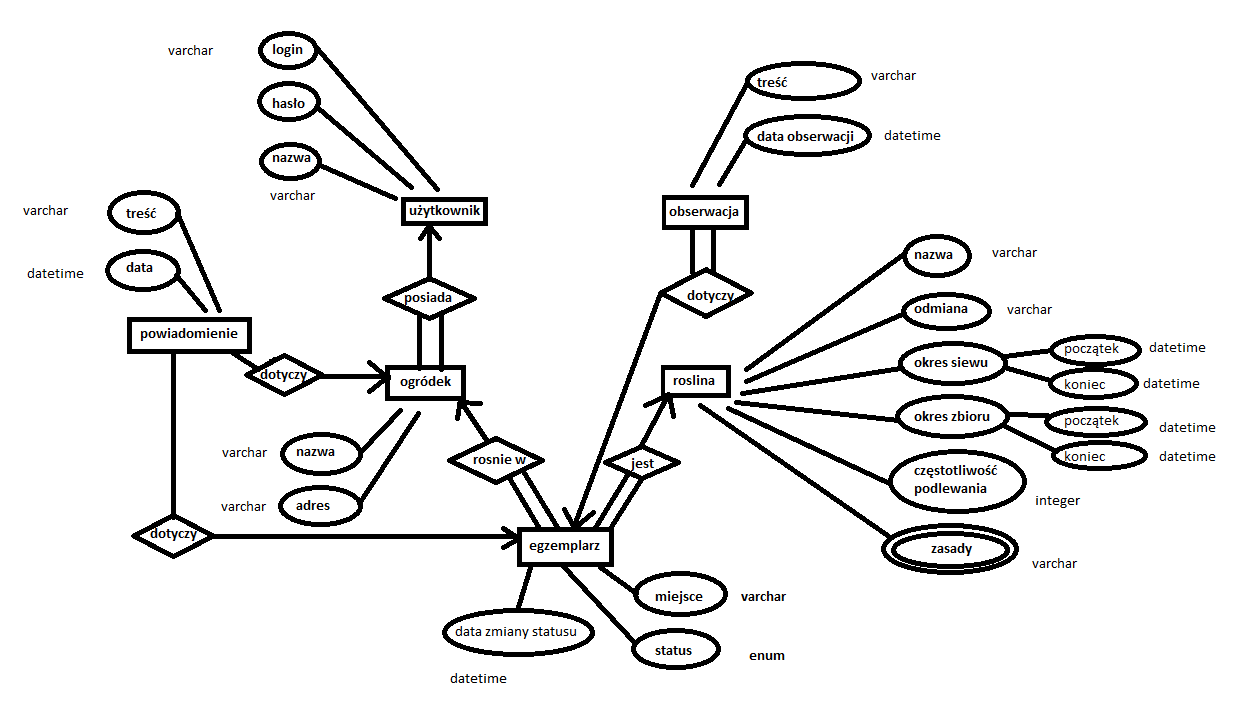 varchar
login
hasło
nazwa
varchar
użytkownik
treść
varchar
data obserwacji
datetime
obserwacja
varchar
treść
datetime
data
powiadomienie
posiada
dotyczy
dotyczy
ogródek
nazwa
varchar
odmiana
varchar
roslina
okres siewu
początek
datetime
koniec
datetime
okres zbioru
początek
datetime
koniec
datetime
częstotliwość
podlewania
integer
zasady
varchar
varchar
nazwa
varchar
adres
rosnie w
jest
dotyczy
egzemplarz
miejsce
varchar
data zmiany statusu
datetime
status
enum